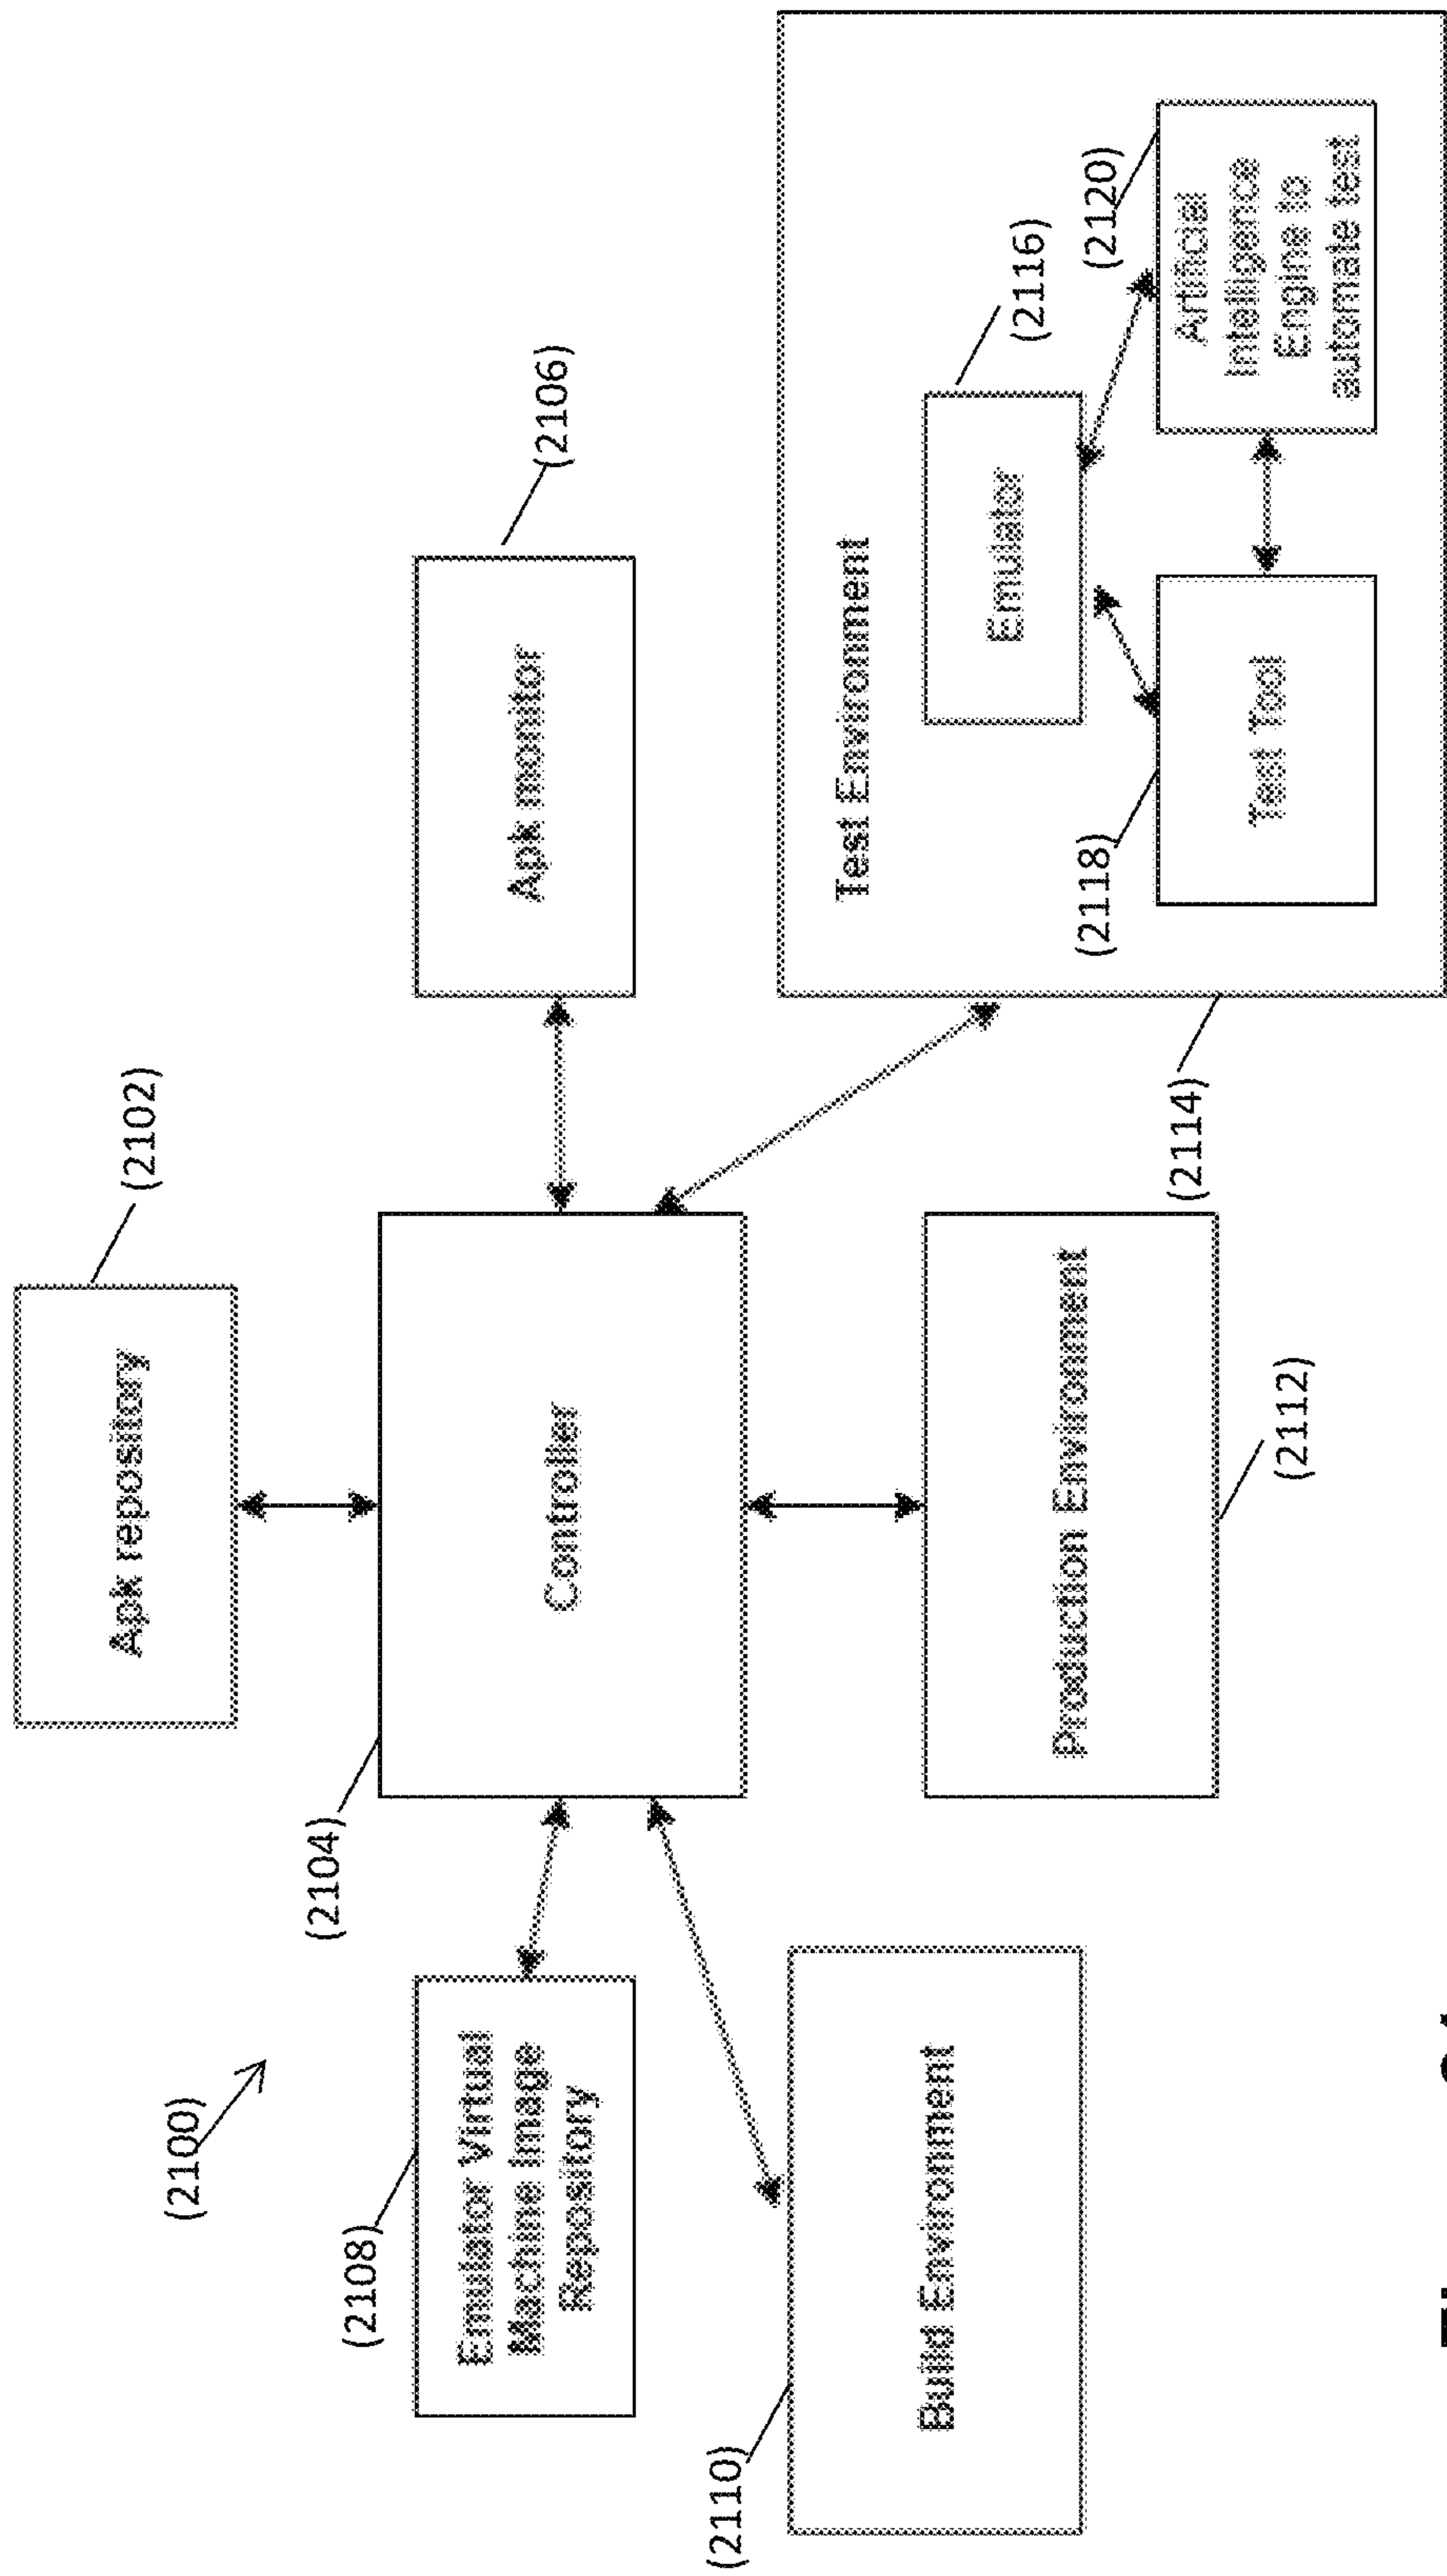 (2100)
(2102)
Apk repository
(2104)
Controller
(2106)
Apk monitor
(2108)
Emulator Virtual
Machine Image
Repository
(2110)
Build Environment
Production Environment
(2112)
(2114)
Test Environment
Emulator
(2116)
(2118)
Test Tool
(2120)
Artificial
Intelligence
Engine to
automate test